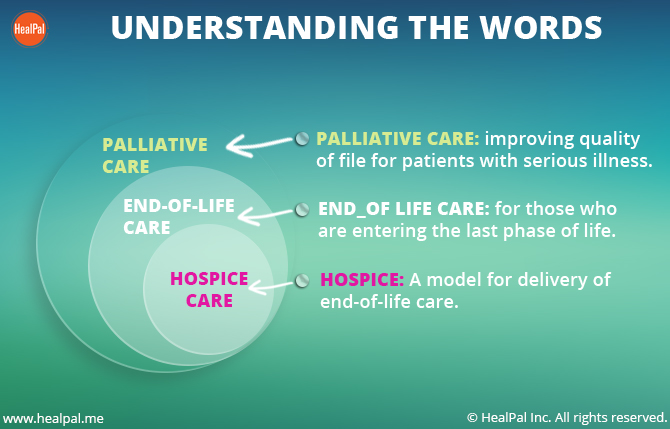 HealPal
UNDERSTANDING THE WORDS
PALLIATIVE
CARE
PALLIATIVE CARE: improving quality
of file for patients with serious illness.
END-OF-LIFE
CARE
END_OF LIFE CARE: for those who
are entering the last phase of life.
HOSPICE
CARE
HOSPICE: A model for delivery of
end-of-life care.
www.healpal.me
© HealPal Inc. All rights reserved.